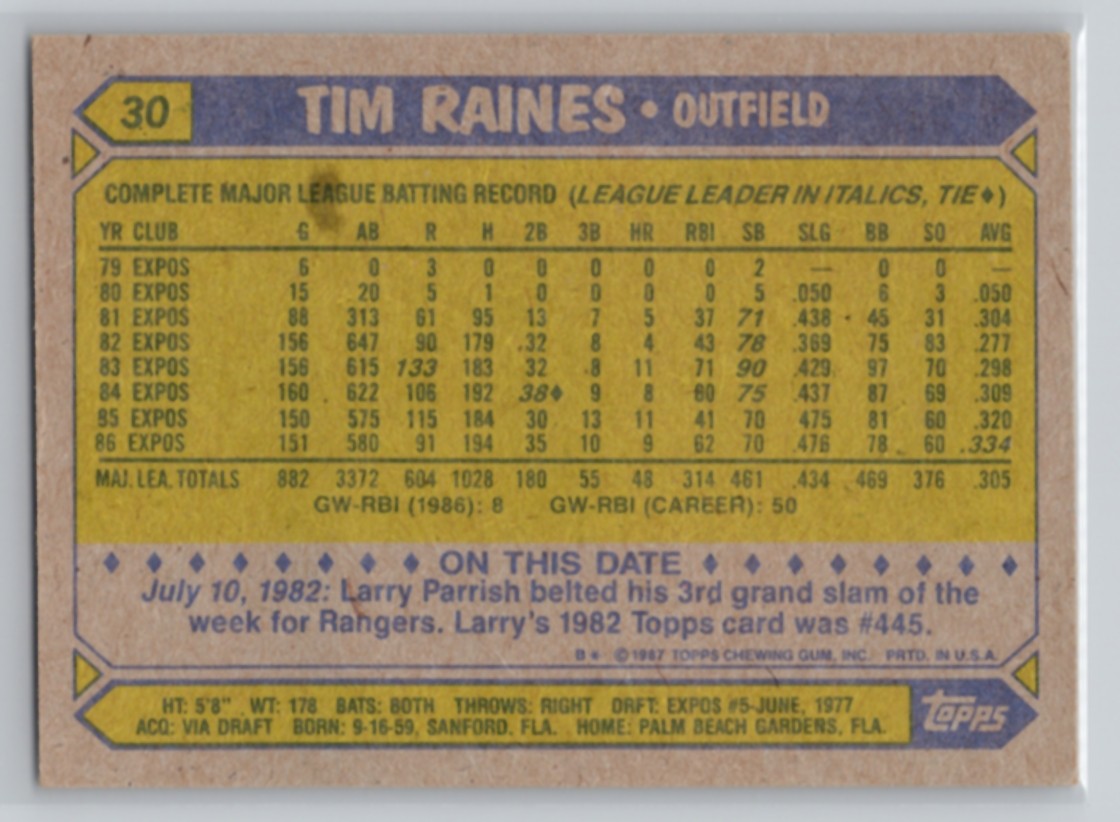 30 TIM RAINES • OUTFIELD
COMPLETE MAJOR LEAGUE BATTING RECORD (LEAGUE LEADER IN ITALICS, TIE♦)
YR CLUB G AB R H 2B 3B HR RBI SB SLG BB SO AVG
79 EXPOS 6 0 3 0 0 0 0 0 2 — 0 0 —
80 EXPOS 15 20 5 1 0 0 0 0 5 .050 6 3 .050
81 EXPOS 88 313 61 95 13 7 5 37 71 .438 45 31 .304
82 EXPOS 156 647 90 179 32 8 4 43 78 .369 75 83 .277
83 EXPOS 156 615 133 183 32 8 11 71 90 .429 97 70 .298
84 EXPOS 160 622 106 192 38♦ 9 8 60 75 .437 87 69 .309
85 EXPOS 150 575 115 184 30 13 11 41 70 .475 81 60 .320
86 EXPOS 151 580 91 194 35 10 9 62 70 .476 78 60 .334
MAJ. LEA. TOTALS 882 3372 604 1028 180 55 48 314 461 .434 469 376 .305
GW-RBI (1986): 8 GW-RBI (CAREER): 50
♦ ♦ ♦ ♦ ♦ ♦ ♦ ♦ ON THIS DATE ♦ ♦ ♦ ♦ ♦ ♦ ♦ ♦
July 10, 1982: Larry Parrish belted his 3rd grand slam of the
week for Rangers. Larry's 1982 Topps card was #445.
B* ©1987 TOPPS CHEWING GUM, INC. PRTD. IN U.S.A.
HT: 5'8" WT: 178 BATS: BOTH THROWS: RIGHT DRFT: EXPOS #5-JUNE, 1977
ACQ: VIA DRAFT BORN: 9-16-59, SANFORD, FLA. HOME: PALM BEACH GARDENS, FLA.
topps